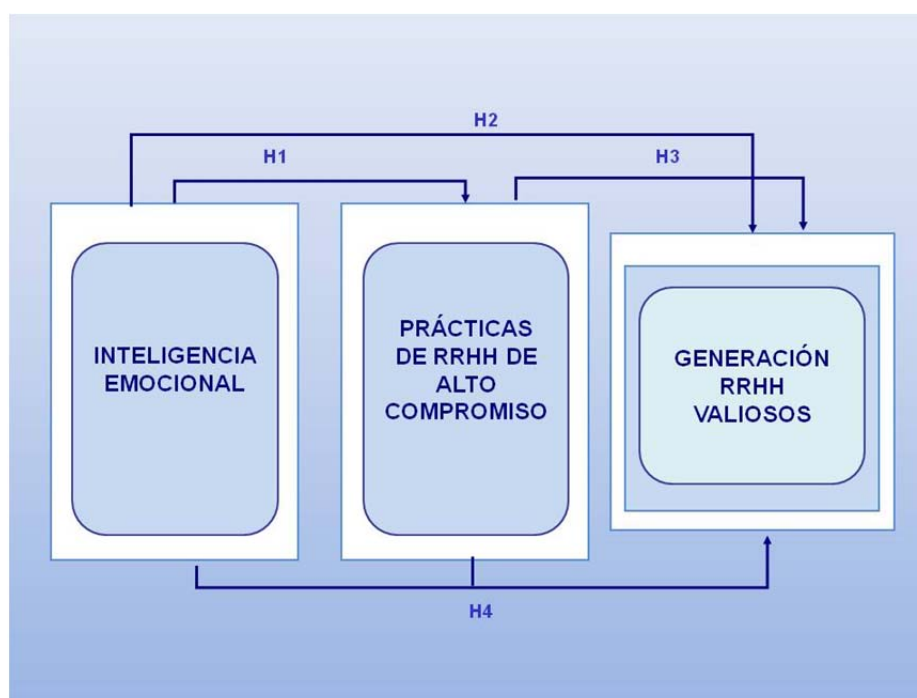 H2
H1
H3
INTELIGENCIA
EMOCIONAL
PRÁCTICAS
DE RRHH DE
ALTO
COMPROMISO
GENERACIÓN
RRHH
VALIOSOS
H4